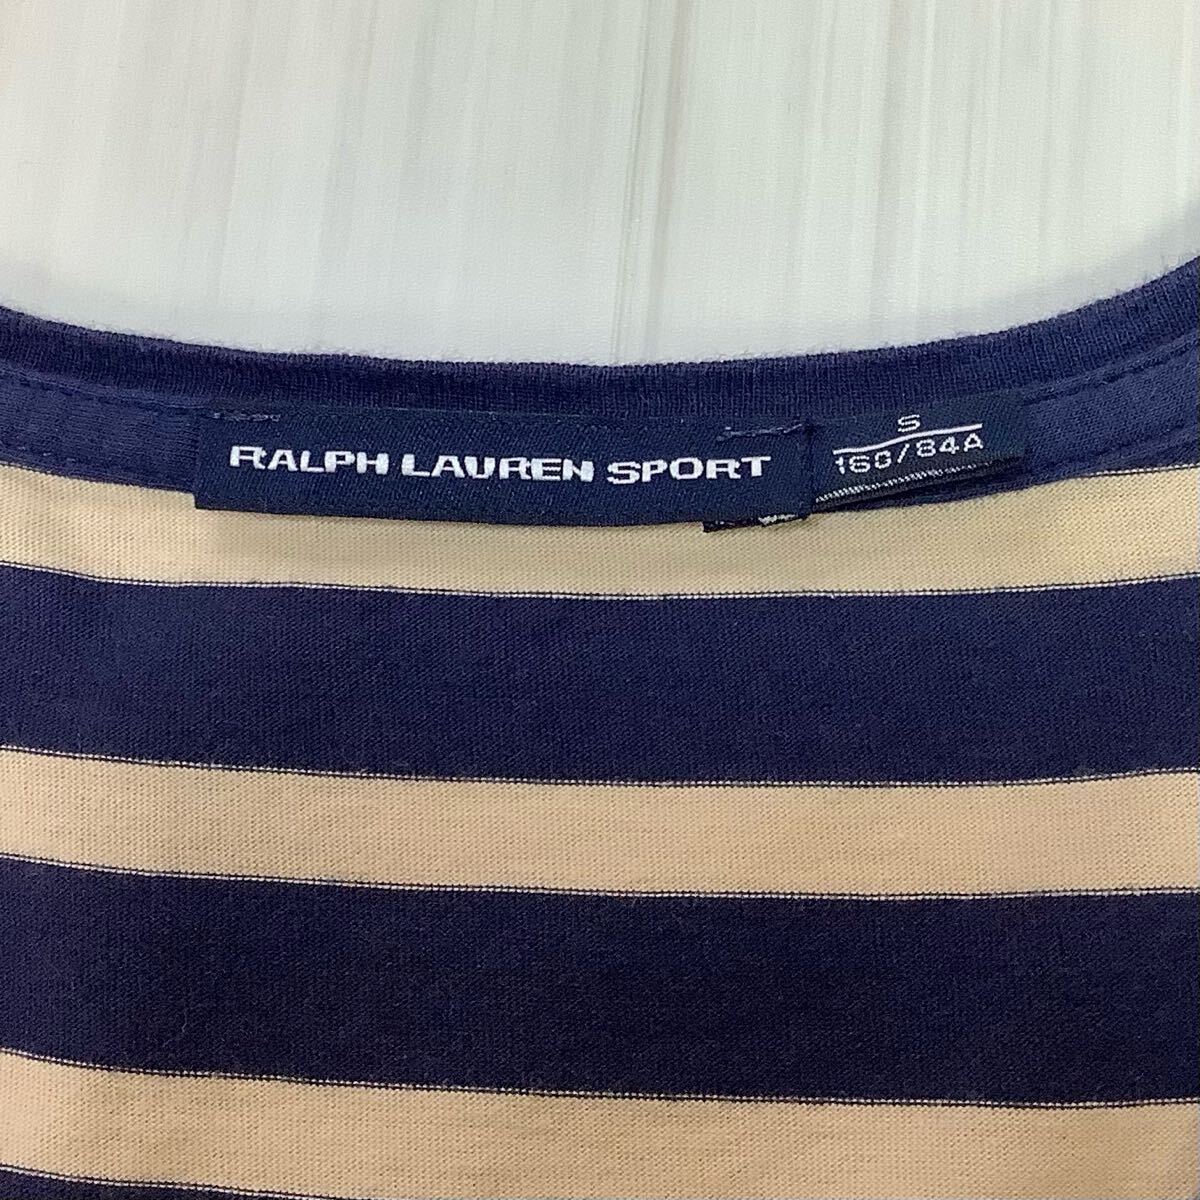 RALPH LAUREN SPORT
S
160/84A